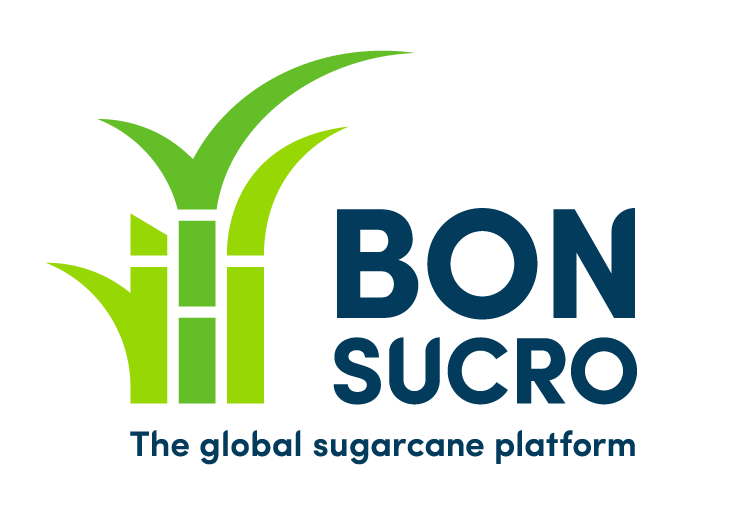 BON
SUCRO
The global sugarcane platform